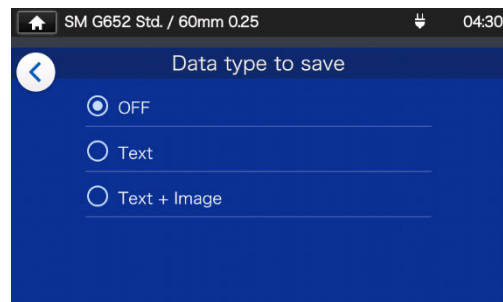 SM G652 Std. / 60mm 0.25 04:30
Data type to save
OFF
Text
Text + Image